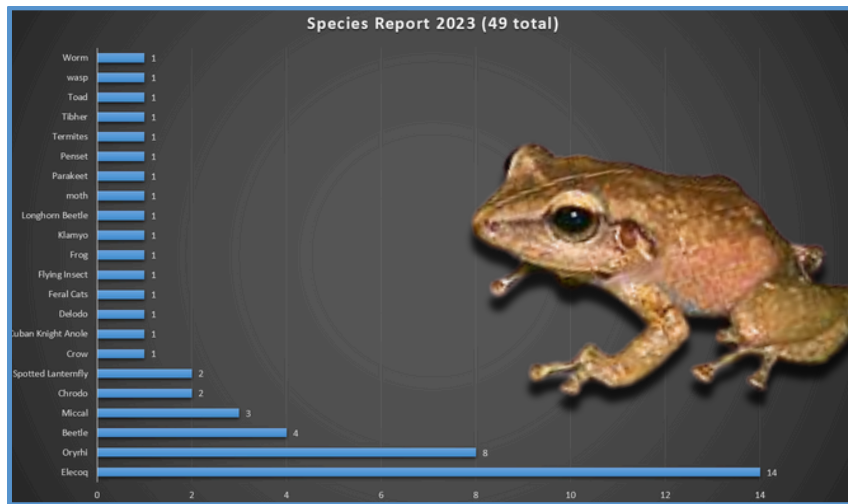 Species Report 2023 (49 total)
Worm 1
wasp 1
Toad 1
Tibher 1
Termites 1
Penset 1
Parakeet 1
moth 1
Longhorn Beetle 1
Klamyo 1
Frog 1
Flying Insect 1
Feral Cats 1
Delodo 1
Cuban Knight Anole 1
Crow 1
Spotted Lanternfly 2
Chrodo 2
Miccal 3
Beetle 4
Oryrhi 8
Elecoq 14
0 2 4 6 8 10 12 14